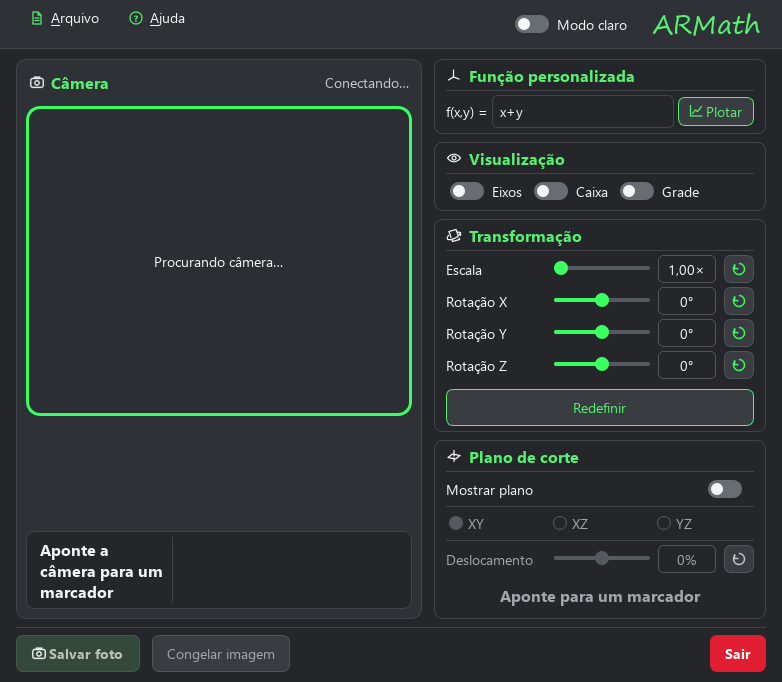 Arquivo
Ajuda
Modo claro
ARMath
Câmera
Conectando...
Procurando câmera...
Aponte a
câmera para um
marcador
Função personalizada
f(x,y) =
x+y
Plotar
Visualização
Eixos
Caixa
Grade
Transformação
Escala
1,00×
Rotação X
0°
Rotação Y
0°
Rotação Z
0°
Redefinir
Plano de corte
Mostrar plano
XY
XZ
YZ
Deslocamento
0%
Aponte para um marcador
Salvar foto
Congelar imagem
Sair